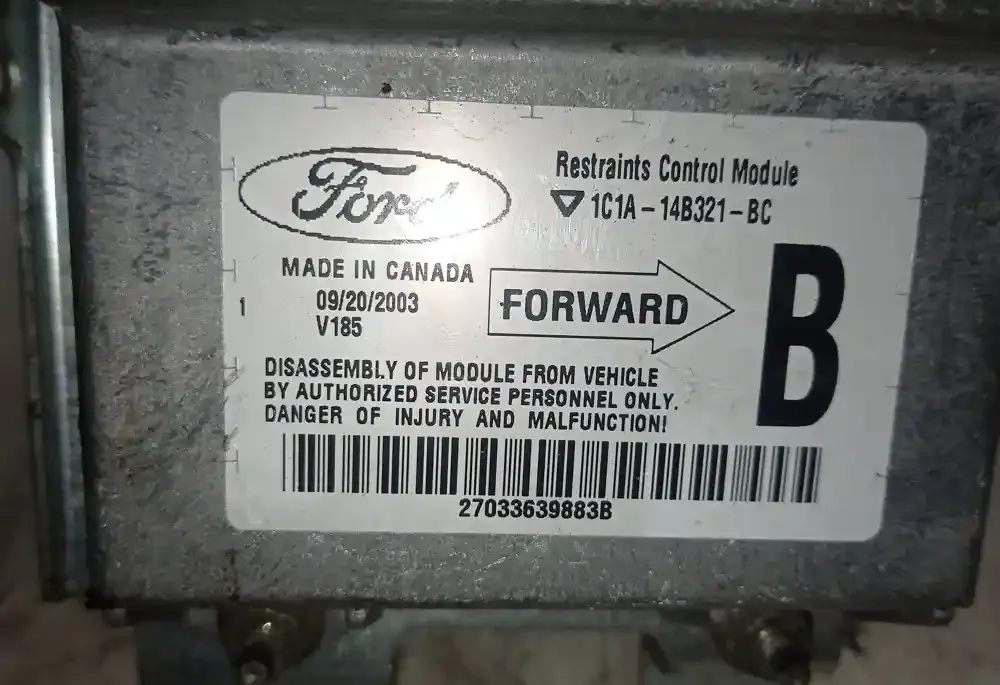 Ford
Restraints Control Module
1C1A-14B321-BC
MADE IN CANADA
09/20/2003
V185
1
FORWARD
B
DISASSEMBLY OF MODULE FROM VEHICLE
BY AUTHORIZED SERVICE PERSONNEL ONLY.
DANGER OF INJURY AND MALFUNCTION!
27033639883B